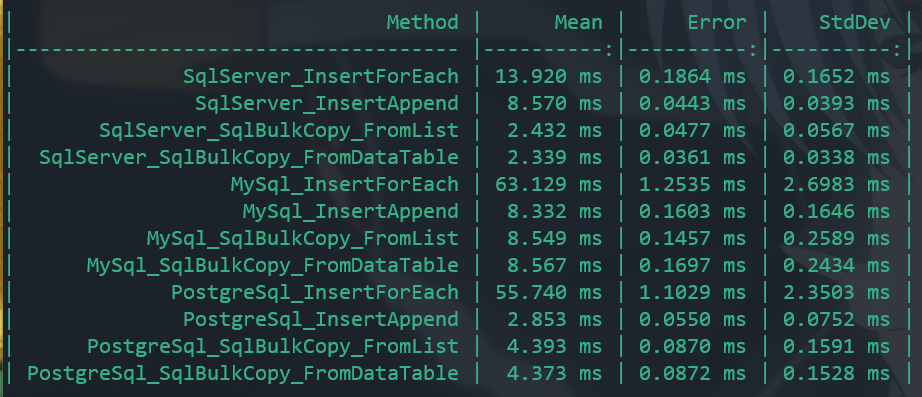 | Method | Mean | Error | StdDev |
|------------------------------------- |----------:|----------:|----------:|
| SqlServer_InsertForEach | 13.920 ms | 0.1864 ms | 0.1652 ms |
| SqlServer_InsertAppend | 8.570 ms | 0.0443 ms | 0.0393 ms |
| SqlServer_SqlBulkCopy_FromList | 2.432 ms | 0.0477 ms | 0.0567 ms |
| SqlServer_SqlBulkCopy_FromDataTable | 2.339 ms | 0.0361 ms | 0.0338 ms |
| MySql_InsertForEach | 63.129 ms | 1.2535 ms | 2.6983 ms |
| MySql_InsertAppend | 8.332 ms | 0.1603 ms | 0.1646 ms |
| MySql_SqlBulkCopy_FromList | 8.549 ms | 0.1457 ms | 0.2589 ms |
| MySql_SqlBulkCopy_FromDataTable | 8.567 ms | 0.1697 ms | 0.2434 ms |
| PostgreSql_InsertForEach | 55.740 ms | 1.1029 ms | 2.3503 ms |
| PostgreSql_InsertAppend | 2.853 ms | 0.0550 ms | 0.0752 ms |
| PostgreSql_SqlBulkCopy_FromList | 4.393 ms | 0.0870 ms | 0.1591 ms |
| PostgreSql_SqlBulkCopy_FromDataTable | 4.373 ms | 0.0872 ms | 0.1528 ms |